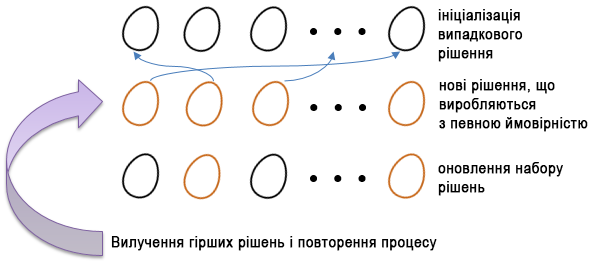 ініціалізація
випадкового
рішення
нові рішення, що
виробляються
з певною ймовірністю
оновлення набору
рішень
Вилучення гірших рішень і повторення процесу